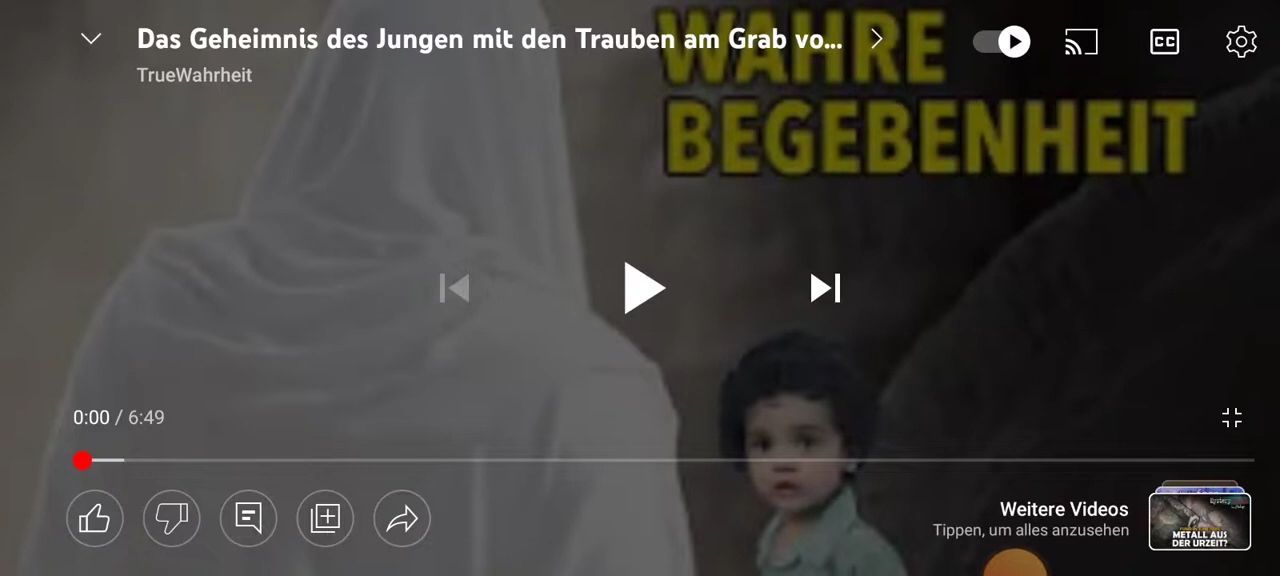 Das Geheimnis des Jungen mit den Trauben am Grab vo...
TrueWahrheit
WAHRE
BEGEBENHEIT
CC
0:00 / 6:49
Weitere Videos
Tippen, um alles anzusehen
METALL AUS
DER URZEIT?